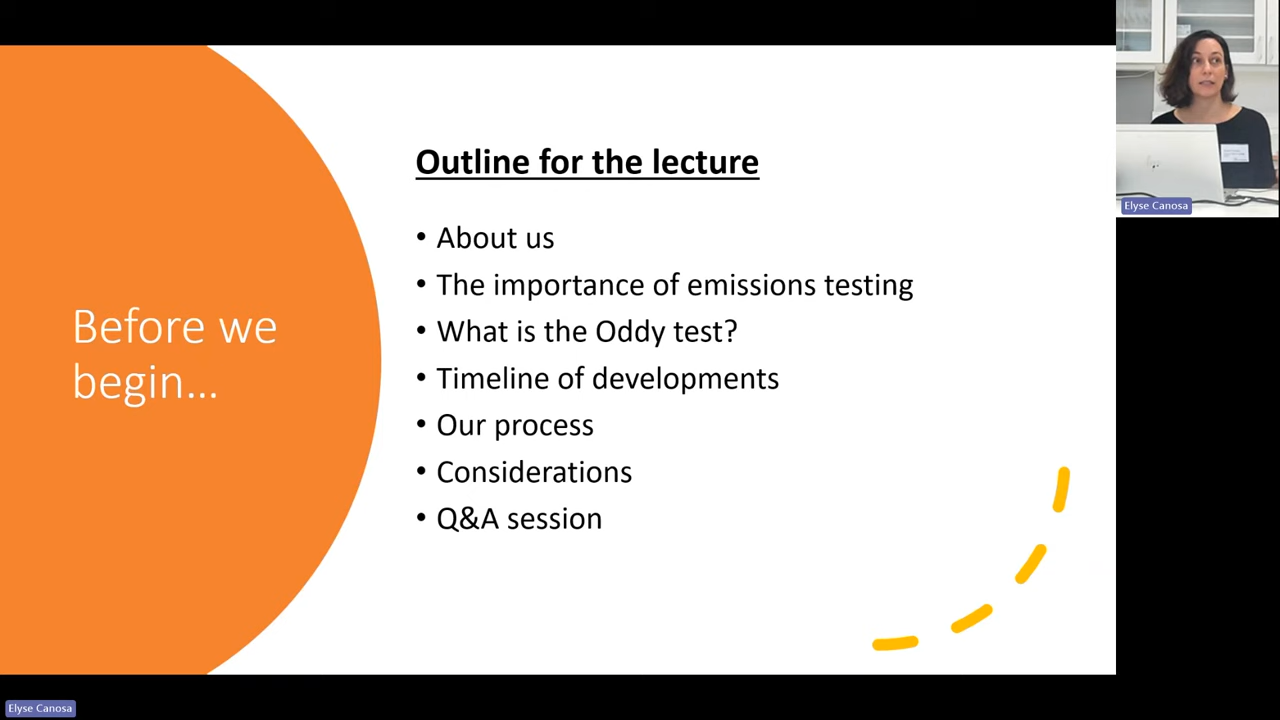 Before we
begin...
Outline for the lecture
• About us
• The importance of emissions testing
• What is the Oddy test?
• Timeline of developments
• Our process
• Considerations
• Q&A session
Elyse Canosa
Elyse Canosa